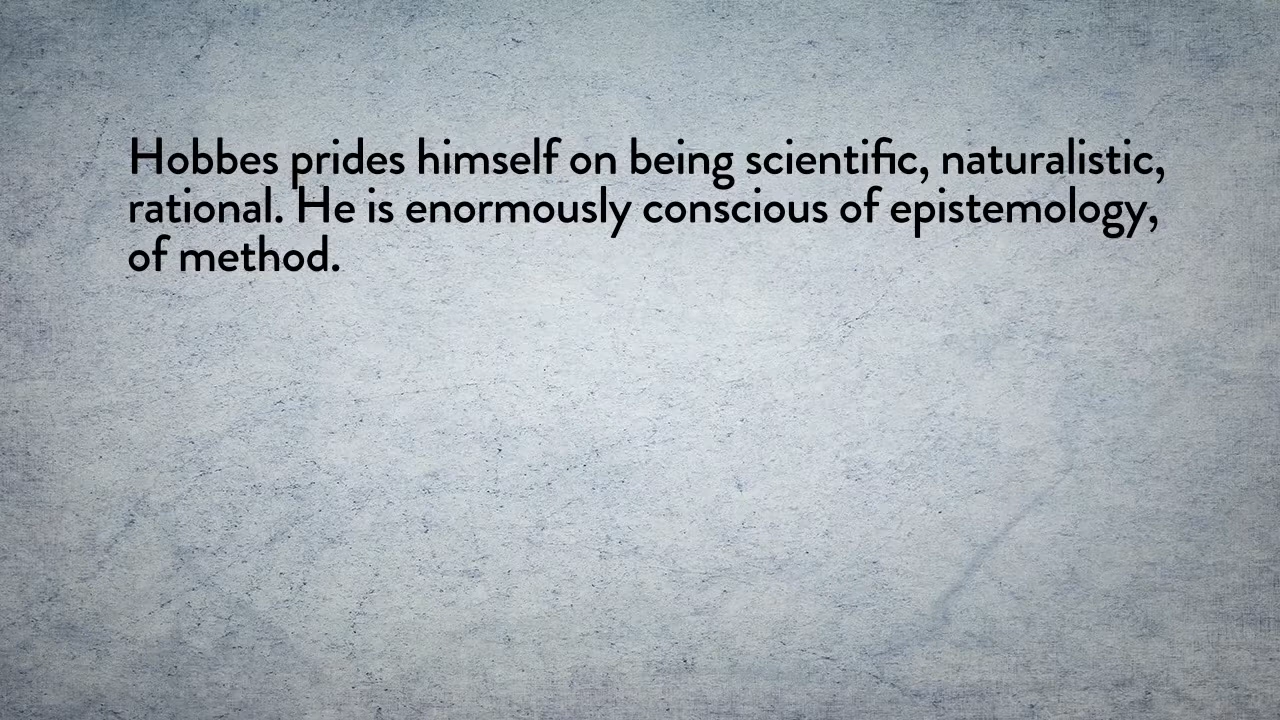 Hobbes prides himself on being scientific, naturalistic,
rational. He is enormously conscious of epistemology,
of method.